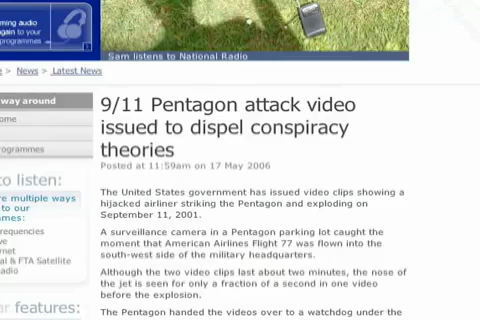 ming audio
gain to your
programmes
Sam listens to National Radio
> News > Latest News
way around
ome
rogrammes
o listen:
re multiple ways
to our
mes:
requencies
ve
rnet
al & FTA Satellite
adio
ar features:
9/11 Pentagon attack video
issued to dispel conspiracy
theories
Posted at 11:59am on 17 May 2006
The United States government has issued video clips showing a
hijacked airliner striking the Pentagon and exploding on
September 11, 2001.
A surveillance camera in a Pentagon parking lot caught the
moment that American Airlines Flight 77 was flown into the
south-west side of the military headquarters.
Although the two video clips last about two minutes, the nose of
the jet is seen for only a fraction of a second in one video
before the explosion.
The Pentagon handed the videos over to a watchdog under the